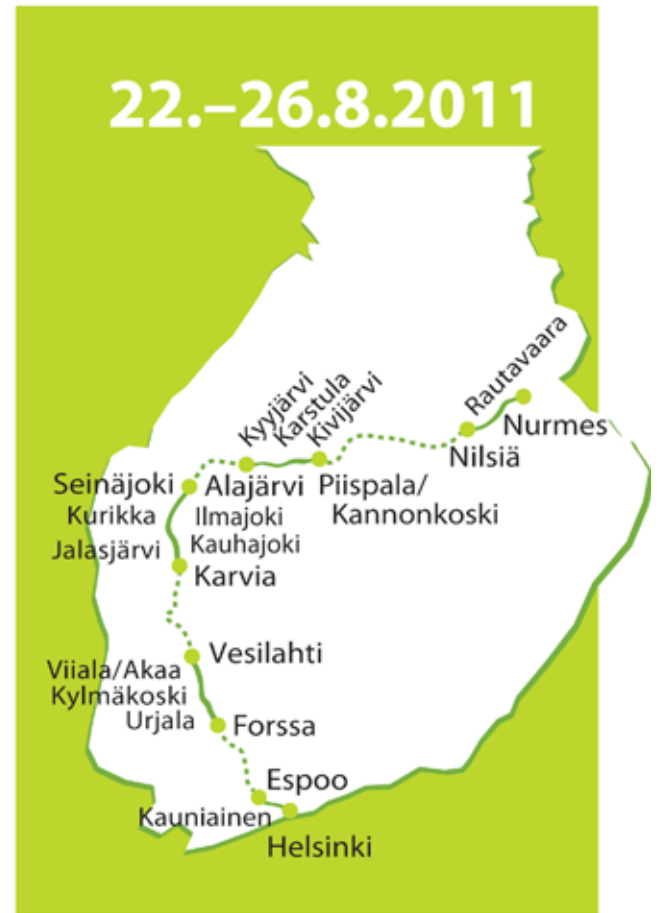 22.–26.8.2011
Rautavaara
Kyyjärvi
Karstula
Kivijärvi
Nurmes
Nilsiä
Seinäjoki
Alajärvi
Piispala/
Kannonkoski
Kurikka
Ilmajoki
Jalasjärvi
Kauhajoki
Karvia
Vesilahti
Viiala/Akaa
Kylmäkoski
Urjala
Forssa
Espoo
Kauniainen
Helsinki